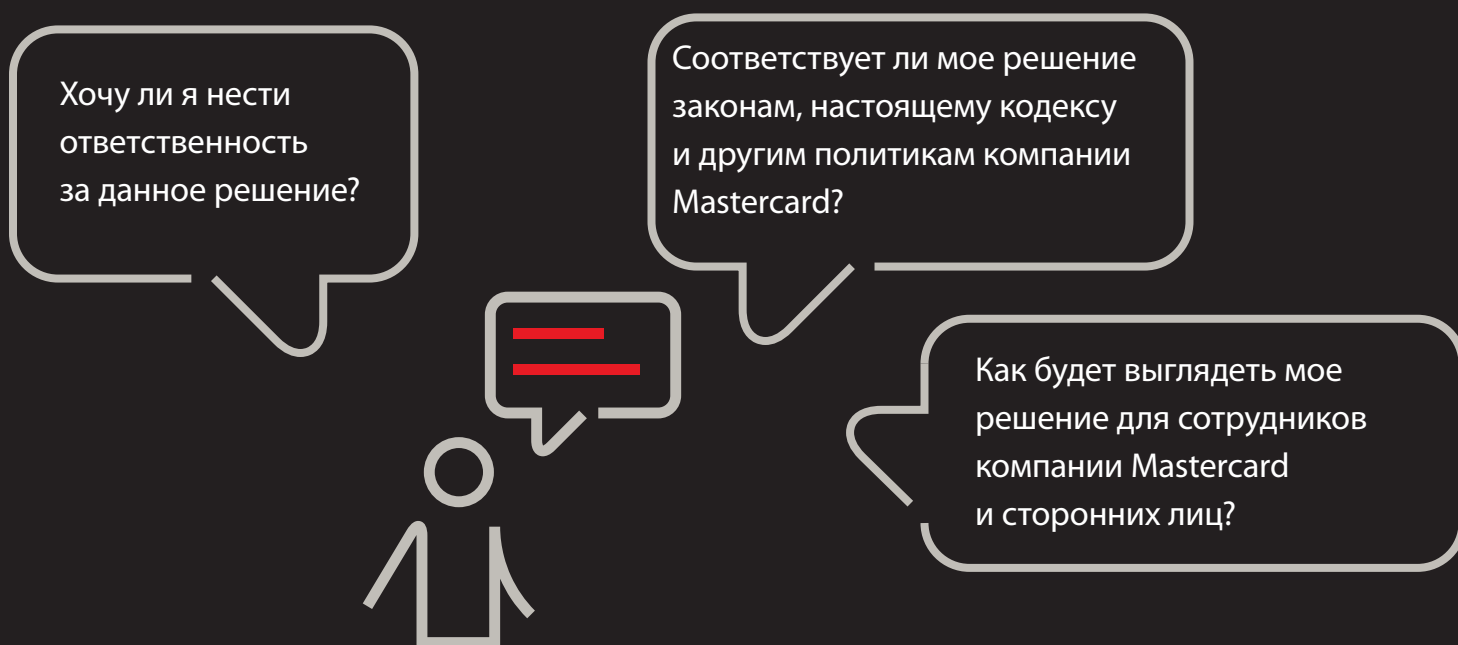 Хочу ли я нести
ответственность
за данное решение?
Соответствует ли мое решение
законам, настоящему кодексу
и другим политикам компании
Mastercard?
Как будет выглядеть мое
решение для сотрудников
компании Mastercard
и сторонних лиц?